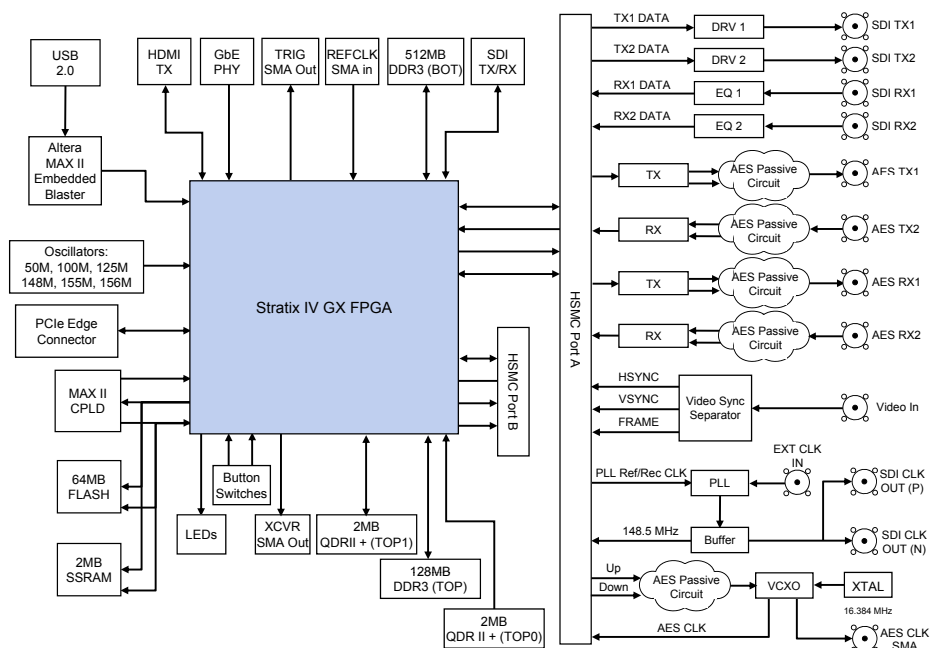 USB
2.0
HDMI
TX
GbE
PHY
TRIG
SMA Out
REFCLK
SMA in
512MB
DDR3 (BOT)
SDI
TX/RX
Altera
MAX II
Embedded
Blaster
Oscillators:
50M, 100M, 125M
148M, 155M, 156M
PCIe Edge
Connector
MAX II
CPLD
64MB
FLASH
2MB
SSRAM
Stratix IV GX FPGA
LEDs
Button
Switches
XCVR
SMA Out
2MB
QDRII + (TOP1)
128MB
DDR3 (TOP)
2MB
QDR II + (TOP0)
HSMC Port B
HSMC Port A
TX1 DATA
DRV 1
SDI TX1
TX2 DATA
DRV 2
SDI TX2
RX1 DATA
EQ 1
SDI RX1
RX2 DATA
EQ 2
SDI RX2
TX
AES Passive
Circuit
AES TX1
RX
AES Passive
Circuit
AES TX2
TX
AES Passive
Circuit
AES RX1
RX
AES Passive
Circuit
AES RX2
HSYNC
VSYNC
FRAME
Video Sync
Separator
Video In
PLL Ref/Rec CLK
PLL
EXT CLK
IN
SDI CLK
OUT (P)
148.5 MHz
Buffer
SDI CLK
OUT (N)
Up
Down
AES Passive
Circuit
VCXO
XTAL
16.384 MHz
AES CLK
AES CLK
SMA